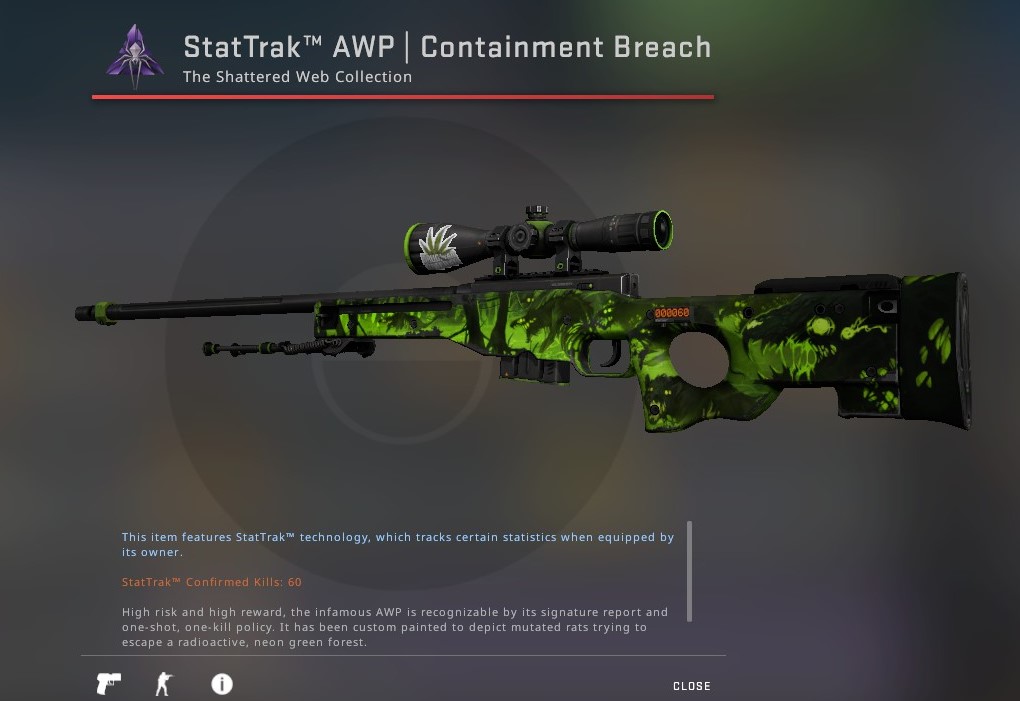 StatTrak™ AWP | Containment Breach
The Shattered Web Collection
This item features StatTrak™ technology, which tracks certain statistics when equipped by
its owner.
StatTrak™ Confirmed Kills: 60
High risk and high reward, the infamous AWP is recognizable by its signature report and
one-shot, one-kill policy. It has been custom painted to depict mutated rats trying to
escape a radioactive, neon green forest.
CLOSE